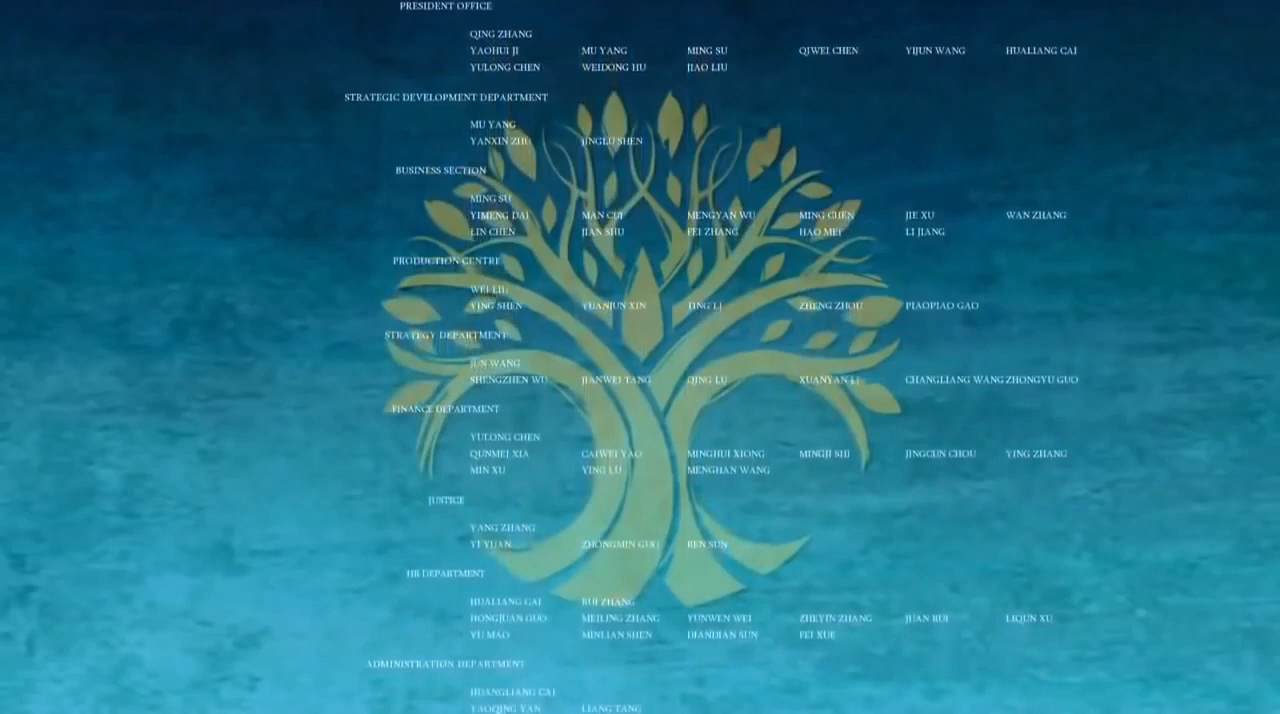 PRESIDENT OFFICE
QING ZHANG
YAOHUI JI MU YANG MING SU QIWEI CHEN YIJUN WANG HUALIANG CAI
YULONG CHEN WEIDONG HU JIAO LIU
STRATEGIC DEVELOPMENT DEPARTMENT
MU YANG
YANXIN ZHU JINGLU SHEN
BUSINESS SECTION
MING SU
YIMENG DAI MAN CUI MENGYAN WU MING CHEN JIE XU WAN ZHANG
LIN CHEN JIAN SHU FEI ZHANG HAO MEI LI JIANG
PRODUCTION CENTRE
WEI LIU
YING SHEN YUANJUN XIN TING LI ZHENG ZHOU PIAOPIAO GAO
STRATEGY DEPARTMENT
JUN WANG
SHENGZHEN WU JIANWEI TANG QING LU XUANYAN LI CHANGLIANG WANG ZHONGYU GUO
FINANCE DEPARTMENT
YULONG CHEN
QUNMEI XIA CAIWEI YAO MINGHUI XIONG MINGJI SHI JINGCUN CHOU YING ZHANG
MIN XU YING LU MENGHAN WANG
JUSTICE
YANG ZHANG
YI YUAN ZHONGMIN GUO REN SUN
HR DEPARTMENT
HUALIANG CAI RUI ZHANG
HONGJUAN GUO MEILING ZHANG YUNWEN WEI ZHEYIN ZHANG JUAN RUI LIQUN XU
YU MAO MINLIAN SHEN DIANDIAN SUN FEI XUE
ADMINISTRATION DEPARTMENT
HUANGLIANG CAI
YAOQING YAN LIANG TANG